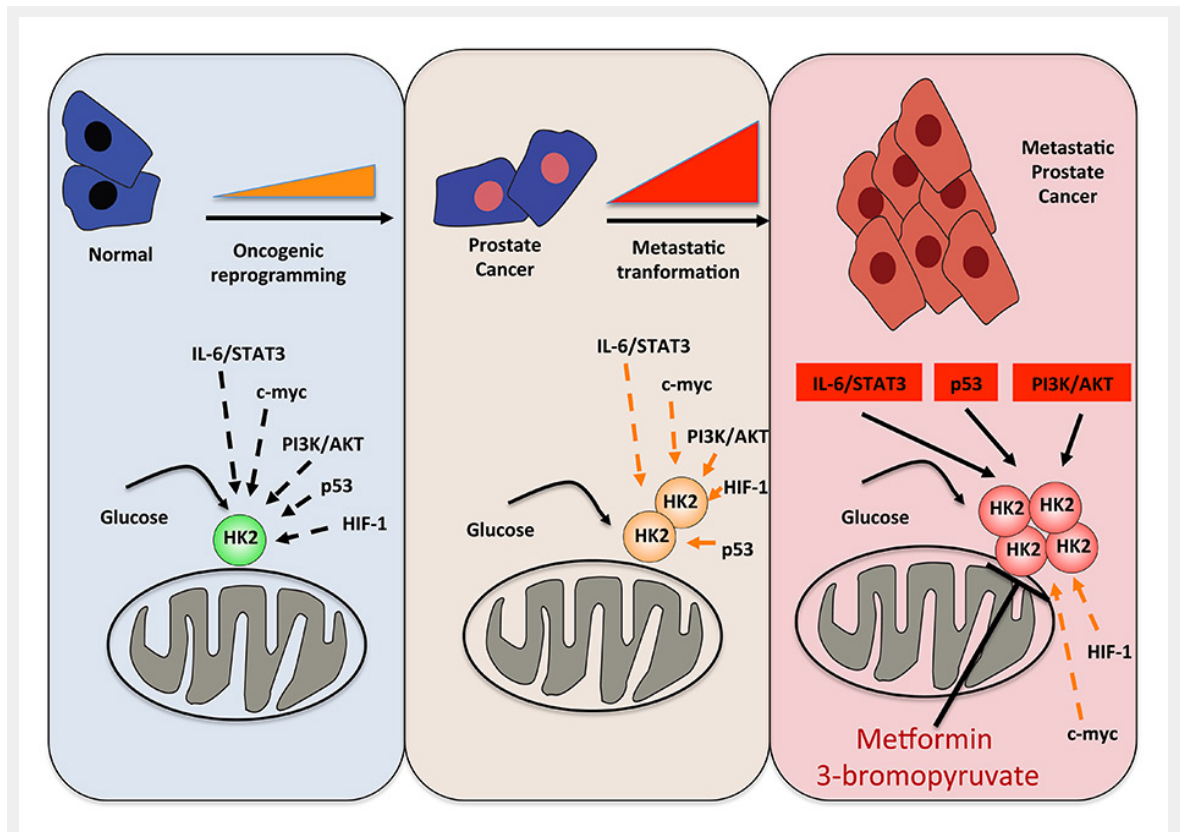 Normal
Oncogenic
reprogramming
IL-6/STAT3
c-myc
PI3K/AKT
p53
HIF-1
Glucose
HK2
Prostate
Cancer
Metastatic
tranformation
IL-6/STAT3
c-myc
PI3K/AKT
HIF-1
p53
Glucose
HK2
HK2
Metastatic
Prostate
Cancer
IL-6/STAT3
p53
PI3K/AKT
Glucose
HK2
HK2
HK2
HK2
HIF-1
c-myc
Metformin
3-bromopyruvate